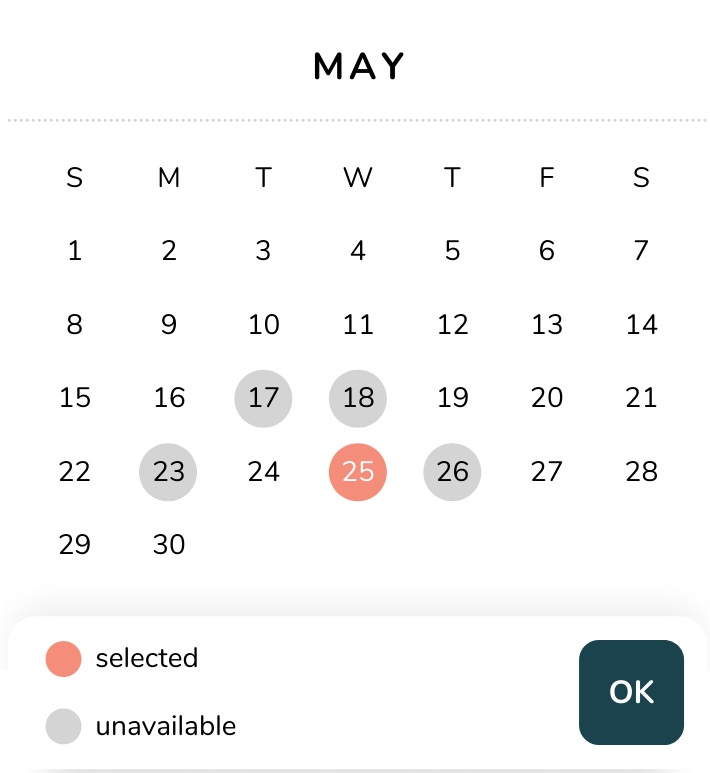 MAY
S M T W T F S
1 2 3 4 5 6 7
8 9 10 11 12 13 14
15 16 17 18 19 20 21
22 23 24 25 26 27 28
29 30
selected
OK
unavailable